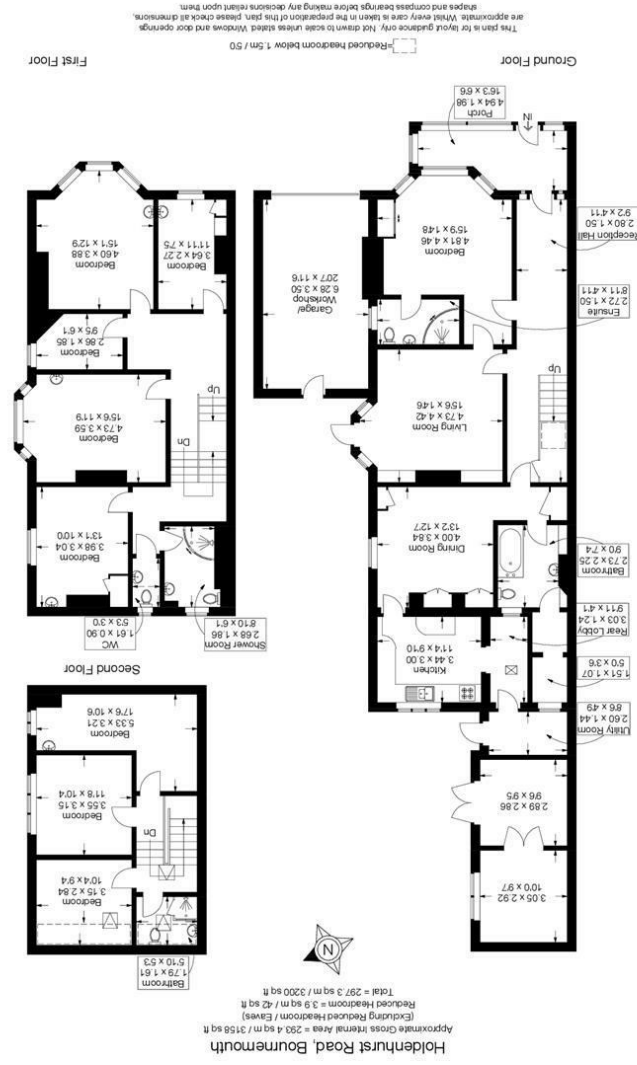 Holdenhurst Road, Bournemouth
Approximate Gross Internal Area = 293.4 sq m / 3158 sq ft
(Excluding Reduced Headroom / Eaves)
Reduced Headroom = 3.9 sq m / 42 sq ft
Total = 297.3 sq m / 3200 sq ft
N
3.05 x 2.92
10'0 x 9'7
2.89 x 2.86
9'6 x 9'5
Utility Room
2.60 x 1.44
8'6 x 4'9
1.51 x 1.07
5'0 x 3'6
Rear Lobby
3.03 x 1.24
9'11 x 4'1
Kitchen
3.44 x 3.00
11'4 x 9'10
Bathroom
2.73 x 2.25
9'0 x 7'4
Dining Room
4.00 x 3.84
13'2 x 12'7
Up
Living Room
4.73 x 4.42
15'6 x 14'6
Ensuite
2.72 x 1.50
8'11 x 4'11
Reception Hall
2.80 x 1.50
9'2 x 4'11
Bedroom
4.81 x 4.46
15'9 x 14'8
Garage/
Workshop
6.28 x 3.50
20'7 x 11'6
IN
Porch
4.94 x 1.98
16'3 x 6'6
Ground Floor
Bathroom
1.79 x 1.61
5'10 x 5'3
Bedroom
3.15 x 2.84
10'4 x 9'4
Bedroom
3.55 x 3.15
11'8 x 10'4
Dn
Bedroom
5.33 x 3.21
17'6 x 10'6
Second Floor
Shower Room
2.69 x 1.86
8'10 x 6'1
WC
1.61 x 0.90
5'3 x 3'0
Bedroom
3.98 x 3.04
13'1 x 10'0
Dn
Up
Bedroom
4.73 x 3.59
15'6 x 11'9
Bedroom
2.86 x 1.85
9'5 x 6'1
Bedroom
3.64 x 2.27
11'11 x 7'5
Bedroom
4.60 x 3.88
15'1 x 12'9
First Floor
=Reduced headroom below 1.5m / 5'0
This plan is for layout guidance only. Not drawn to scale unless stated. Windows and door openings
are approximate. Whilst every care is taken in the preparation of this plan, please check all dimensions,
shapes and compass bearings before making any decisions reliant upon them.